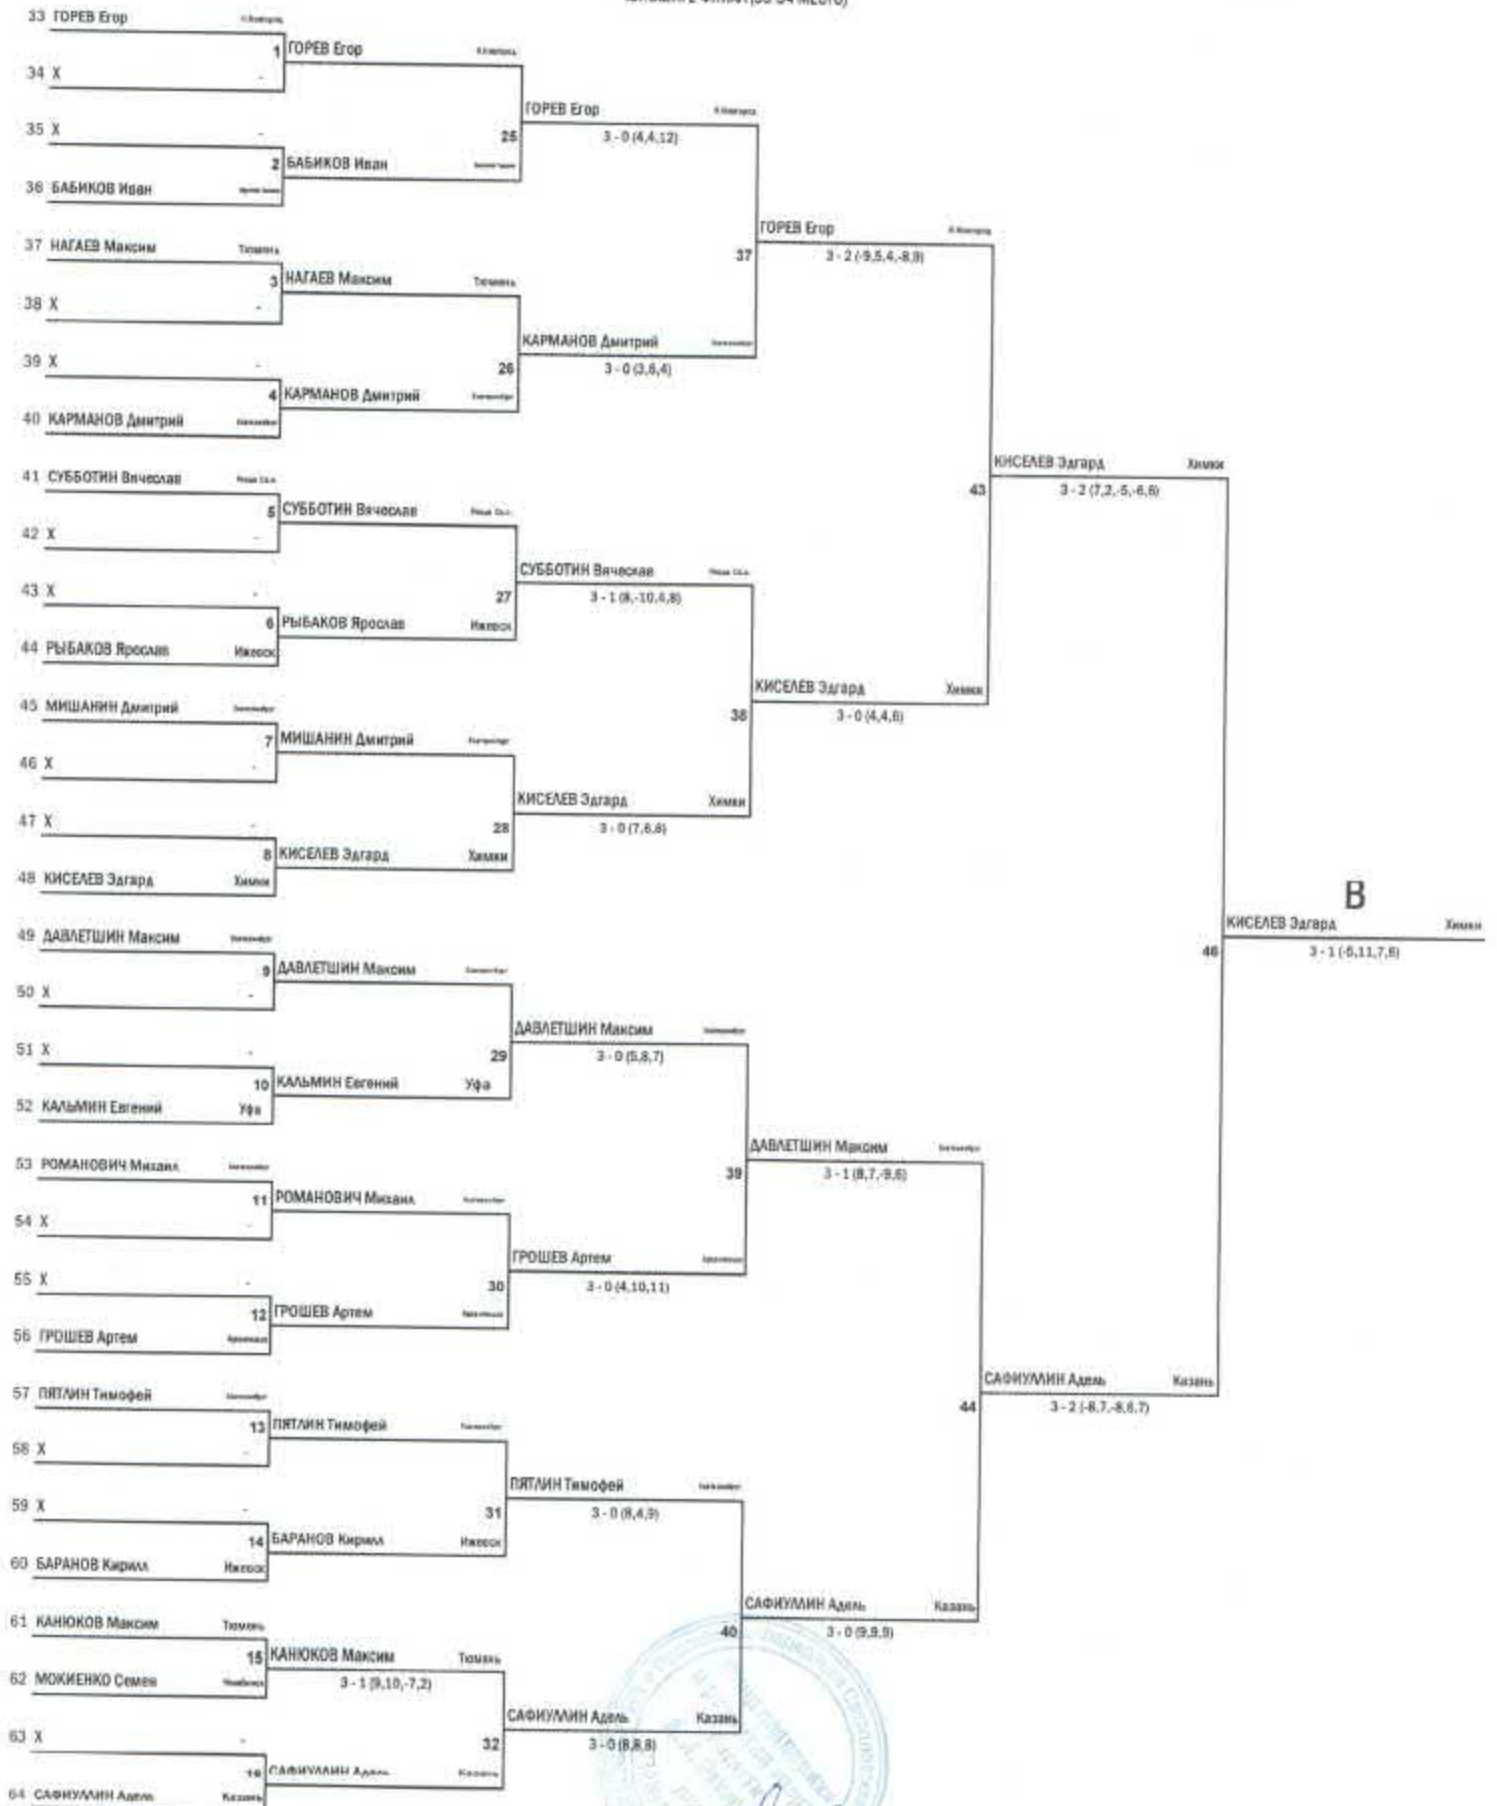 33 ГОРЕВ Егор
1 ГОРЕВ Егор
34 X -
ГОРЕВ Егор
35 X -
25 3 - 0 (4,4,12)
2 БАБИКОВ Иван
36 БАБИКОВ Иван
ГОРЕВ Егор
37 НАГАЕВ Максим Тюмень
37 3 - 2 (-9,5,4,-8,9)
3 НАГАЕВ Максим Тюмень
38 X -
КАРМАНОВ Дмитрий
39 X -
26 3 - 0 (3,6,4)
4 КАРМАНОВ Дмитрий
40 КАРМАНОВ Дмитрий
КИСЕЛЕВ Эдгард Химки
41 СУББОТИН Вячеслав
43 3 - 2 (7,2,-5,-6,6)
5 СУББОТИН Вячеслав
42 X -
СУББОТИН Вячеслав
43 X -
27 3 - 1 (8,-10,4,8)
6 РЫБАКОВ Ярослав Ижевск
44 РЫБАКОВ Ярослав Ижевск
КИСЕЛЕВ Эдгард Химки
45 МИШАНИН Дмитрий
38 3 - 0 (4,4,6)
7 МИШАНИН Дмитрий
46 X -
КИСЕЛЕВ Эдгард Химки
47 X -
28 3 - 0 (7,6,8)
8 КИСЕЛЕВ Эдгард Химки
48 КИСЕЛЕВ Эдгард Химки
В
КИСЕЛЕВ Эдгард Химки
49 ДАВЛЕТШИН Максим
46 3 - 1 (-6,11,7,8)
9 ДАВЛЕТШИН Максим
50 X -
ДАВЛЕТШИН Максим
51 X -
29 3 - 0 (5,8,7)
10 КАЛЬМИН Евгений Уфа
52 КАЛЬМИН Евгений Уфа
ДАВЛЕТШИН Максим
53 РОМАНОВИЧ Михаил
39 3 - 1 (8,7,-9,6)
11 РОМАНОВИЧ Михаил
54 X -
ГРОШЕВ Артем
55 X -
30 3 - 0 (4,10,11)
12 ГРОШЕВ Артем
56 ГРОШЕВ Артем
САФИУЛЛИН Адель Казань
57 ПЯТЛИН Тимофей
44 3 - 2 (-8,7,-8,6,7)
13 ПЯТЛИН Тимофей
58 X -
ПЯТЛИН Тимофей
59 X -
31 3 - 0 (8,4,9)
14 БАРАНОВ Кирилл Ижевск
60 БАРАНОВ Кирилл Ижевск
САФИУЛЛИН Адель Казань
61 КАНЮКОВ Максим Тюмень
40 3 - 0 (9,9,9)
15 КАНЮКОВ Максим Тюмень
62 МОКИЕНКО Семен
3 - 1 (9,10,-7,2)
САФИУЛЛИН Адель Казань
63 X -
32 3 - 0 (8,8,8)
16 САФИУЛЛИН Адель Казань
64 САФИУЛЛИН Адель Казань